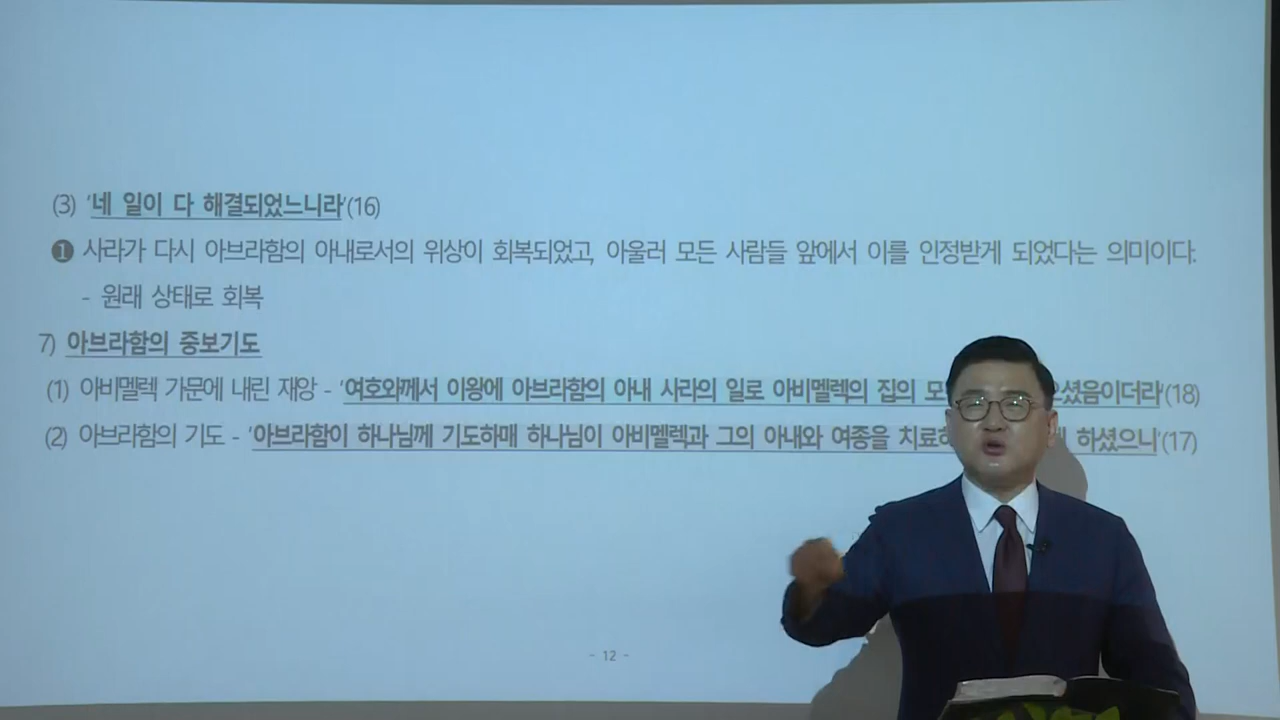 (3) '네 일이 다 해결되었느니라'(16)
❶ 사라가 다시 아브라함의 아내로서의 위상이 회복되었고, 아울러 모든 사람들 앞에서 이를 인정받게 되었다는 의미이다.
- 원래 상태로 회복
7) 아브라함의 중보기도
(1) 아비멜렉 가문에 내린 재앙 - '여호와께서 이왕에 아브라함의 아내 사라의 일로 아비멜렉의 집의 모 으셨음이더라'(18)
(2) 아브라함의 기도 - '아브라함이 하나님께 기도하매 하나님이 아비멜렉과 그의 아내와 여종을 치료하 게 하셨으니'(17)
- 12 -